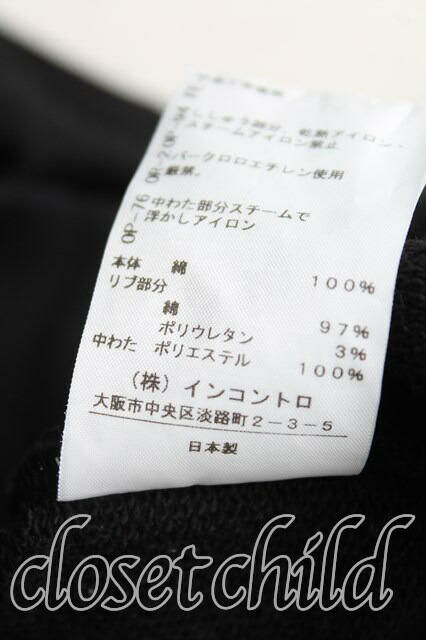 ししゅう部分、乾熱アイロン・
スチームアイロン禁止
パークロロエチレン使用
厳禁。
中わた部分スチームで
浮かしアイロン
本体 綿 100%
リブ部分
綿 97%
ポリウレタン 3%
中わた ポリエステル 100%
(株) インコントロ
大阪市中央区淡路町2-3-5
日本製
OP-76
closet child